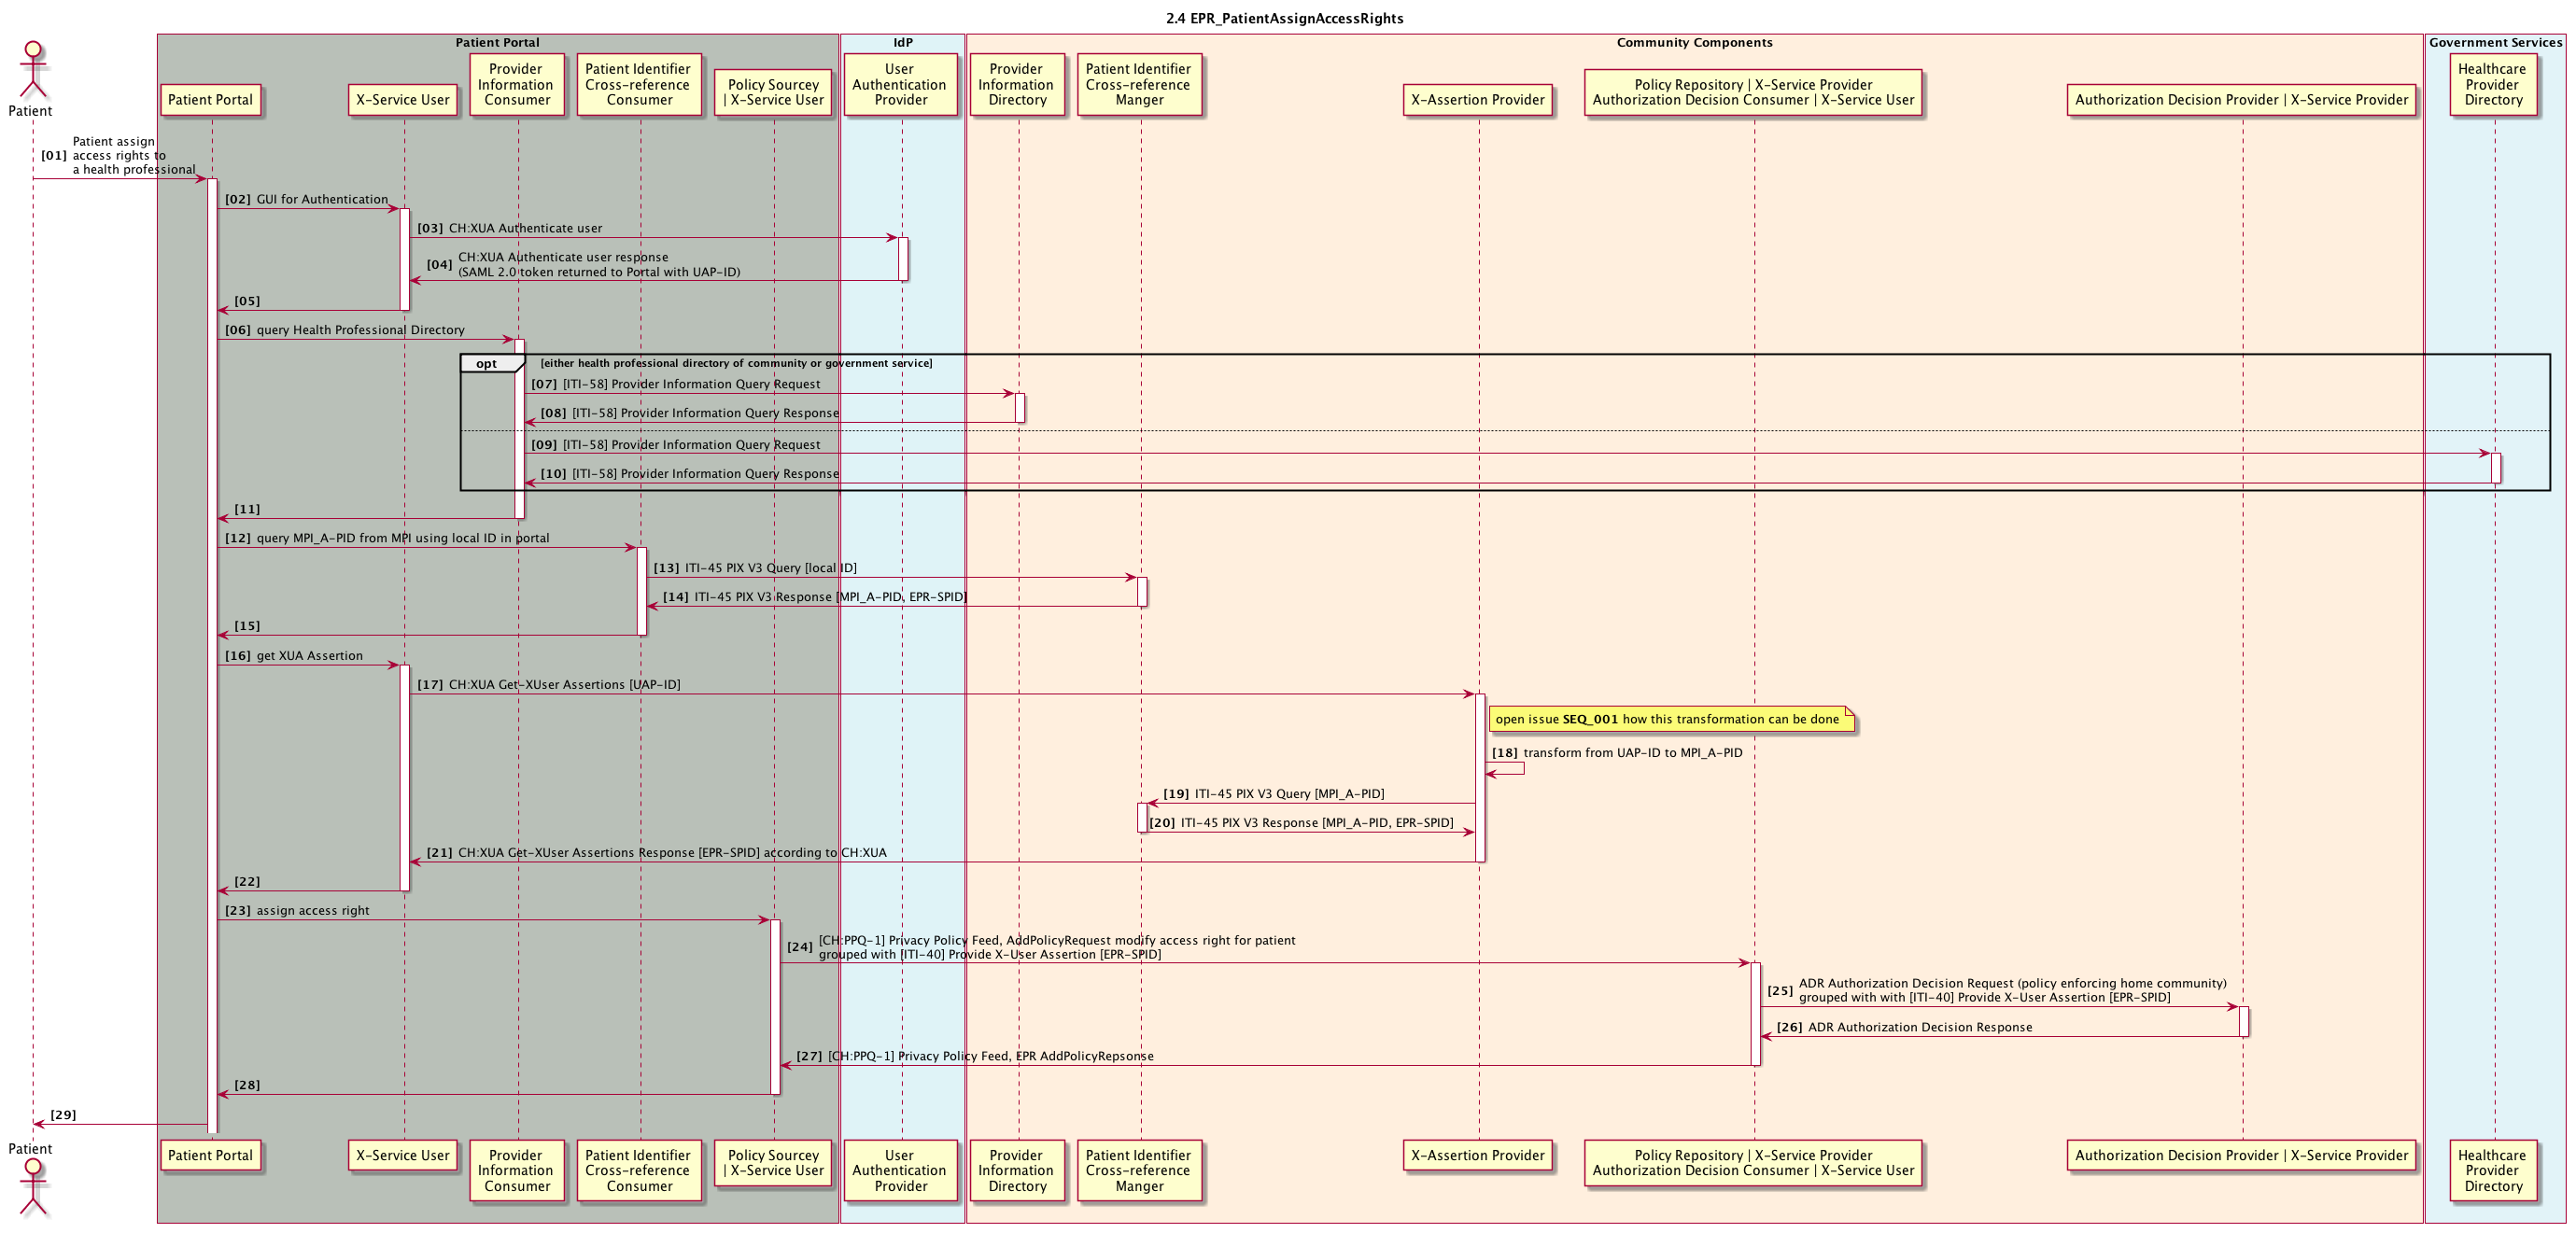 2.4 EPR_PatientAssignAccessRights
Patient Portal
IdP
Community Components
Government Services
Patient
Patient Portal
X-Service User
Provider
Information
Consumer
Patient Identifier
Cross-reference
Consumer
Policy Sourcey
| X-Service User
User
Authentication
Provider
Provider
Information
Directory
Patient Identifier
Cross-reference
Manger
X-Assertion Provider
Policy Repository | X-Service Provider
Authorization Decision Consumer | X-Service User
Authorization Decision Provider | X-Service Provider
Healthcare
Provider
Directory
Patient assign
[01] access rights to
a health professional
[02] GUI for Authentication
[03] CH:XUA Authenticate user
[04] CH:XUA Authenticate user response
(SAML 2.0 token returned to Portal with UAP-ID)
[05]
[06] query Health Professional Directory
opt [either health professional directory of community or government service]
[07] [ITI-58] Provider Information Query Request
[08] [ITI-58] Provider Information Query Response
[09] [ITI-58] Provider Information Query Request
[10] [ITI-58] Provider Information Query Response
[11]
[12] query MPI_A-PID from MPI using local ID in portal
[13] ITI-45 PIX V3 Query [local ID]
[14] ITI-45 PIX V3 Response [MPI_A-PID, EPR-SPID]
[15]
[16] get XUA Assertion
[17] CH:XUA Get-XUser Assertions [UAP-ID]
open issue SEQ_001 how this transformation can be done
[18] transform from UAP-ID to MPI_A-PID
[19] ITI-45 PIX V3 Query [MPI_A-PID]
[20] ITI-45 PIX V3 Response [MPI_A-PID, EPR-SPID]
[21] CH:XUA Get-XUser Assertions Response [EPR-SPID] according to CH:XUA
[22]
[23] assign access right
[24] [CH:PPQ-1] Privacy Policy Feed, AddPolicyRequest modify access right for patient
grouped with [ITI-40] Provide X-User Assertion [EPR-SPID]
[25] ADR Authorization Decision Request (policy enforcing home community)
grouped with with [ITI-40] Provide X-User Assertion [EPR-SPID]
[26] ADR Authorization Decision Response
[27] [CH:PPQ-1] Privacy Policy Feed, EPR AddPolicyRepsonse
[28]
[29]
Patient
Patient Portal
X-Service User
Provider
Information
Consumer
Patient Identifier
Cross-reference
Consumer
Policy Sourcey
| X-Service User
User
Authentication
Provider
Provider
Information
Directory
Patient Identifier
Cross-reference
Manger
X-Assertion Provider
Policy Repository | X-Service Provider
Authorization Decision Consumer | X-Service User
Authorization Decision Provider | X-Service Provider
Healthcare
Provider
Directory